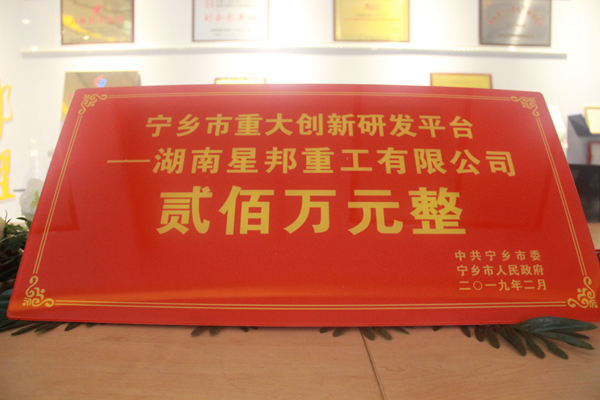 宁乡市重大创新研发平台
——湖南星邦重工有限公司
贰佰万元整
中共宁乡市委
宁乡市人民政府
二〇一九年二月